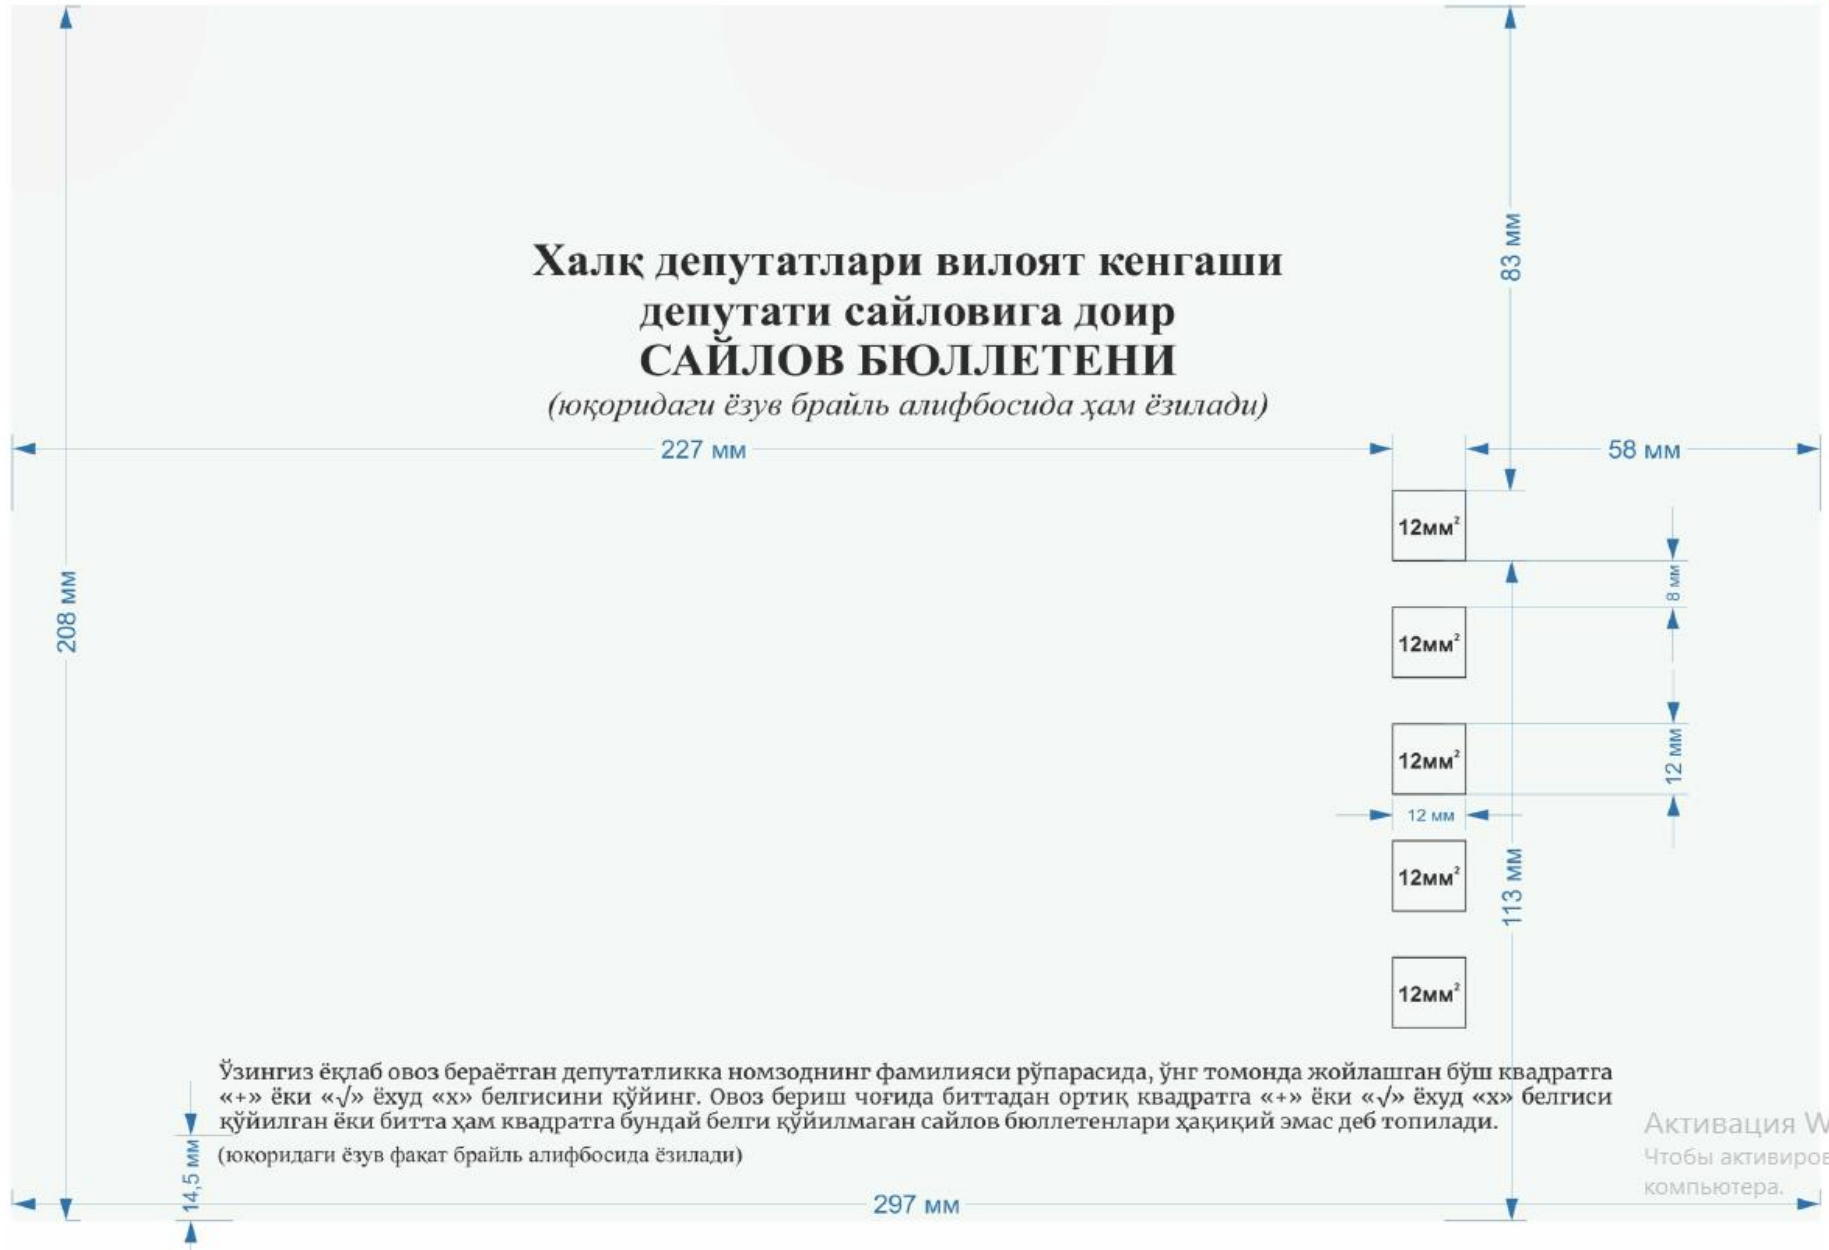 83 мм
Халқ депутатлари вилоят кенгаши
депутати сайловига доир
САЙЛОВ БЮЛЛЕТЕНИ
(юқоридаги ёзув брайль алифбосида ҳам ёзилади)
227 мм
58 мм
12мм²
8 мм
208 мм
12мм²
12мм²
12 мм
12 мм
12мм²
113 мм
12мм²
Ўзингиз ёқлаб овоз бераётган депутатликка номзоднинг фамилияси рўпарасида, ўнг томонда жойлашган бўш квадратга
«+» ёки «√» ёхуд «х» белгисини қўйинг. Овоз бериш чоғида биттадан ортиқ квадратга «+» ёки «√» ёхуд «х» белгиси
қўйилган ёки битта ҳам квадратга бундай белги қўйилмаган сайлов бюллетенлари ҳақиқий эмас деб топилади.
(юқоридаги ёзув фақат брайль алифбосида ёзилади)
14,5 мм
297 мм
Активация W
Чтобы активиров
компьютера.